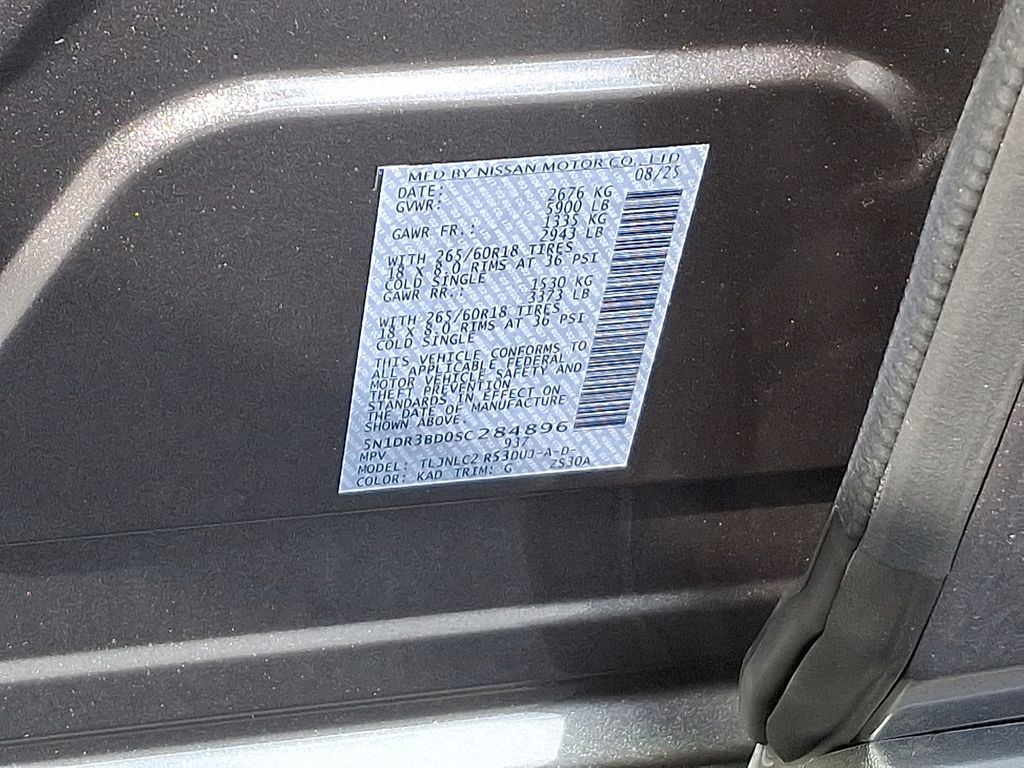 MFD BY NISSAN MOTOR CO., LTD
DATE: 08/25
GVWR: 2676 KG
5900 LB
GAWR FR.: 1335 KG
2943 LB
WITH 265/60R18 TIRES
18 X 8.0 RIMS AT 36 PSI
COLD SINGLE
GAWR RR.: 1530 KG
3373 LB
WITH 265/60R18 TIRES
18 X 8.0 RIMS AT 36 PSI
COLD SINGLE
THIS VEHICLE CONFORMS TO
ALL APPLICABLE FEDERAL
MOTOR VEHICLE SAFETY AND
THEFT PREVENTION
STANDARDS IN EFFECT ON
THE DATE OF MANUFACTURE
SHOWN ABOVE.
5N1DR3BD0SC284896
MPV 937
MODEL: TLJNLC2 R53DUJ-A-D-
COLOR: KAD TRIM: G ZS30A